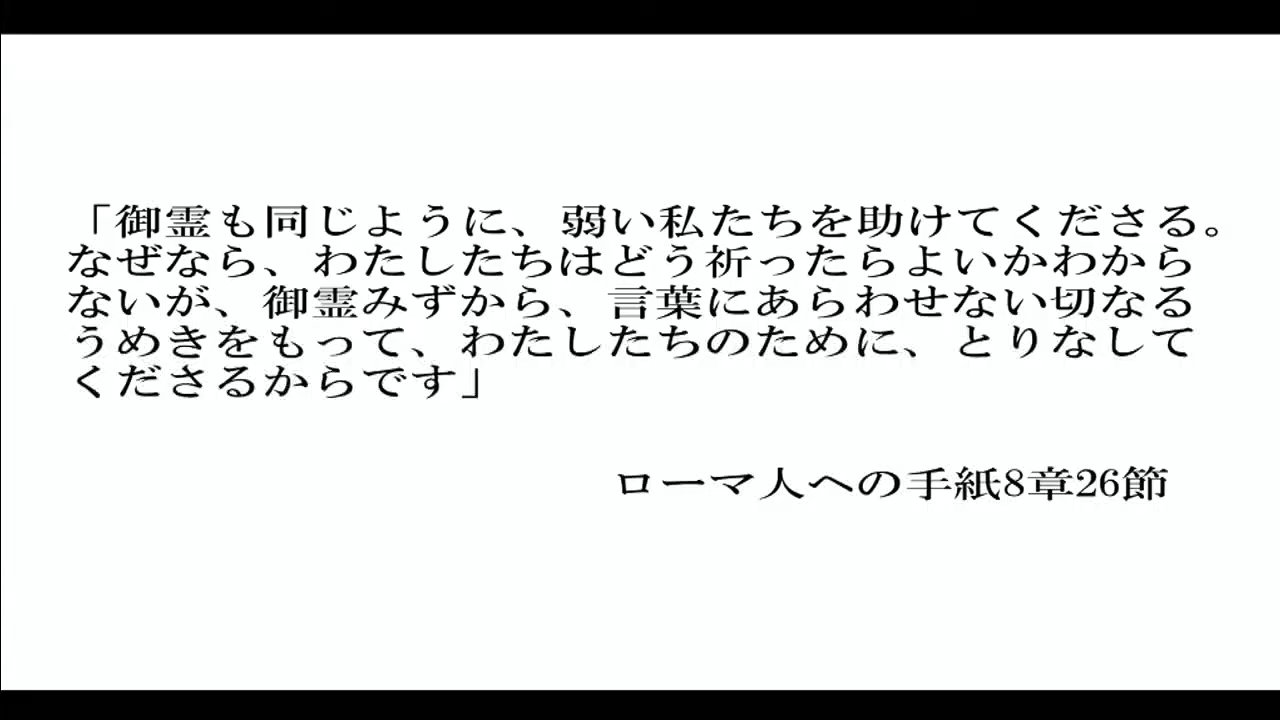 「御霊も同じように、弱い私たちを助けてくださる。
なぜなら、わたしたちはどう祈ったらよいかわから
ないが、御霊みずから、言葉にあらわせない切なる
うめきをもって、わたしたちのために、とりなして
くださるからです」
ローマ人への手紙8章26節